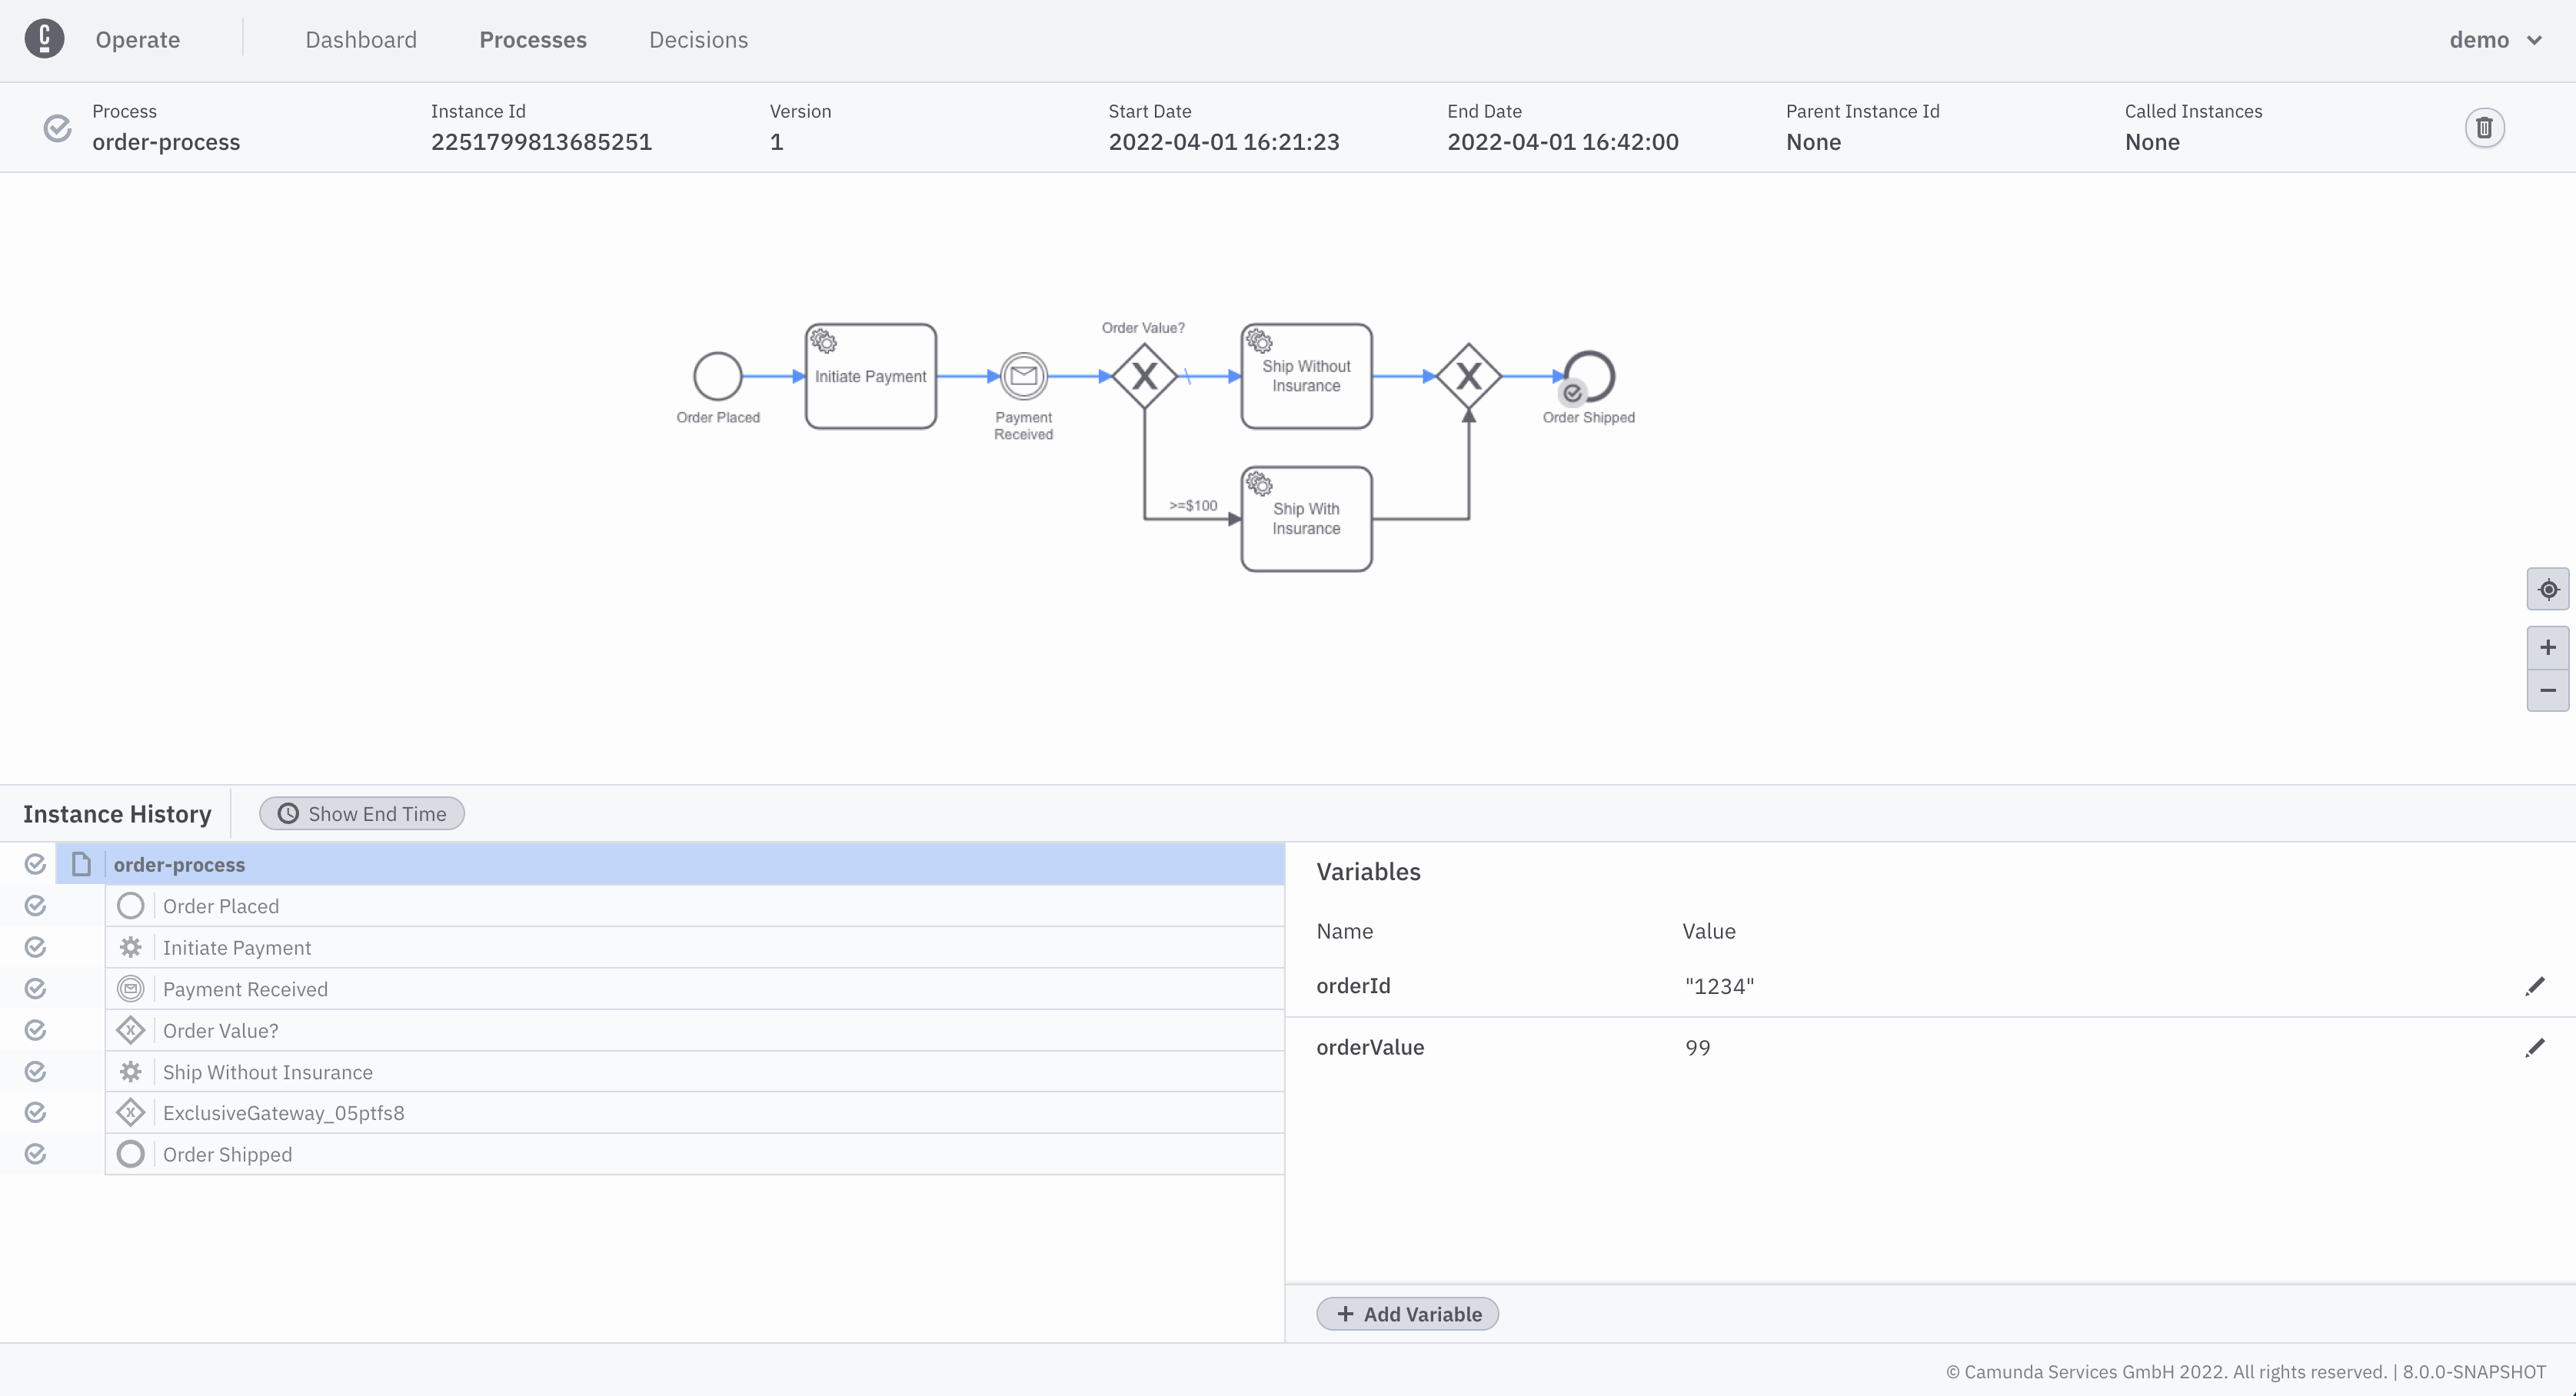 Operate
Dashboard
Processes
Decisions
demo
Process
order-process
Instance Id
2251799813685251
Version
1
Start Date
2022-04-01 16:21:23
End Date
2022-04-01 16:42:00
Parent Instance Id
None
Called Instances
None
Order Placed
Initiate Payment
Payment
Received
Order Value?
Ship Without
Insurance
Order Shipped
>=$100
Ship With
Insurance
Instance History
Show End Time
order-process
Order Placed
Initiate Payment
Payment Received
Order Value?
Ship Without Insurance
ExclusiveGateway_05ptfs8
Order Shipped
Variables
Name
Value
orderId
"1234"
orderValue
99
+ Add Variable
© Camunda Services GmbH 2022. All rights reserved. | 8.0.0-SNAPSHOT